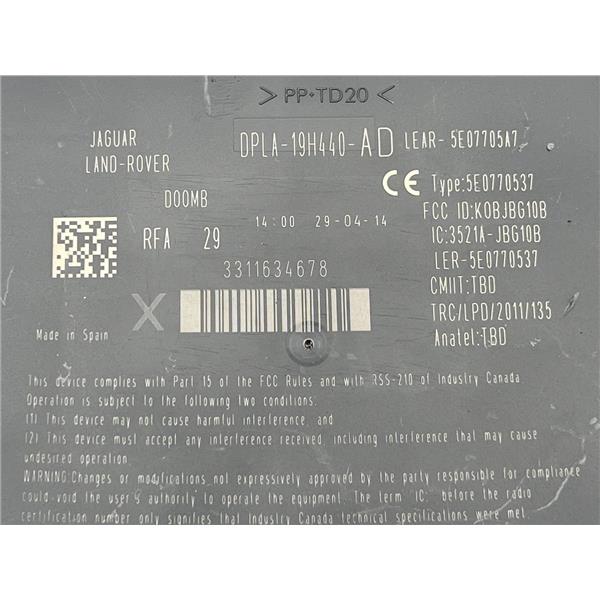 > PP+TD20 <
JAGUAR
LAND-ROVER
DPLA-19H440-AD
LEAR- 5E07705A7
CE Type:5E0770537
D00MB
FCC ID:KOBJBG10B
14:00 29-04-14
RFA 29
IC:3521A-JBG10B
LER-5E0770537
3311634678
CMIIT:TBD
X
TRC/LPD/2011/135
Made in Spain
Anatel:TBD
This device complies with Part 15 of the FCC Rules and with RSS-210 of Industry Canada
Operation is subject to the following two conditions:
(1) This device may not cause harmful interference, and
(2) This device must accept any interference received, including interference that may cause
undesired operation.
WARNING:Changes or modifications not expressively approved by the party responsible for compliance
could void the user's authority to operate the equipment. The term 'IC:' before the radio
certification number only signifies that Industry Canada technical specifications were met.